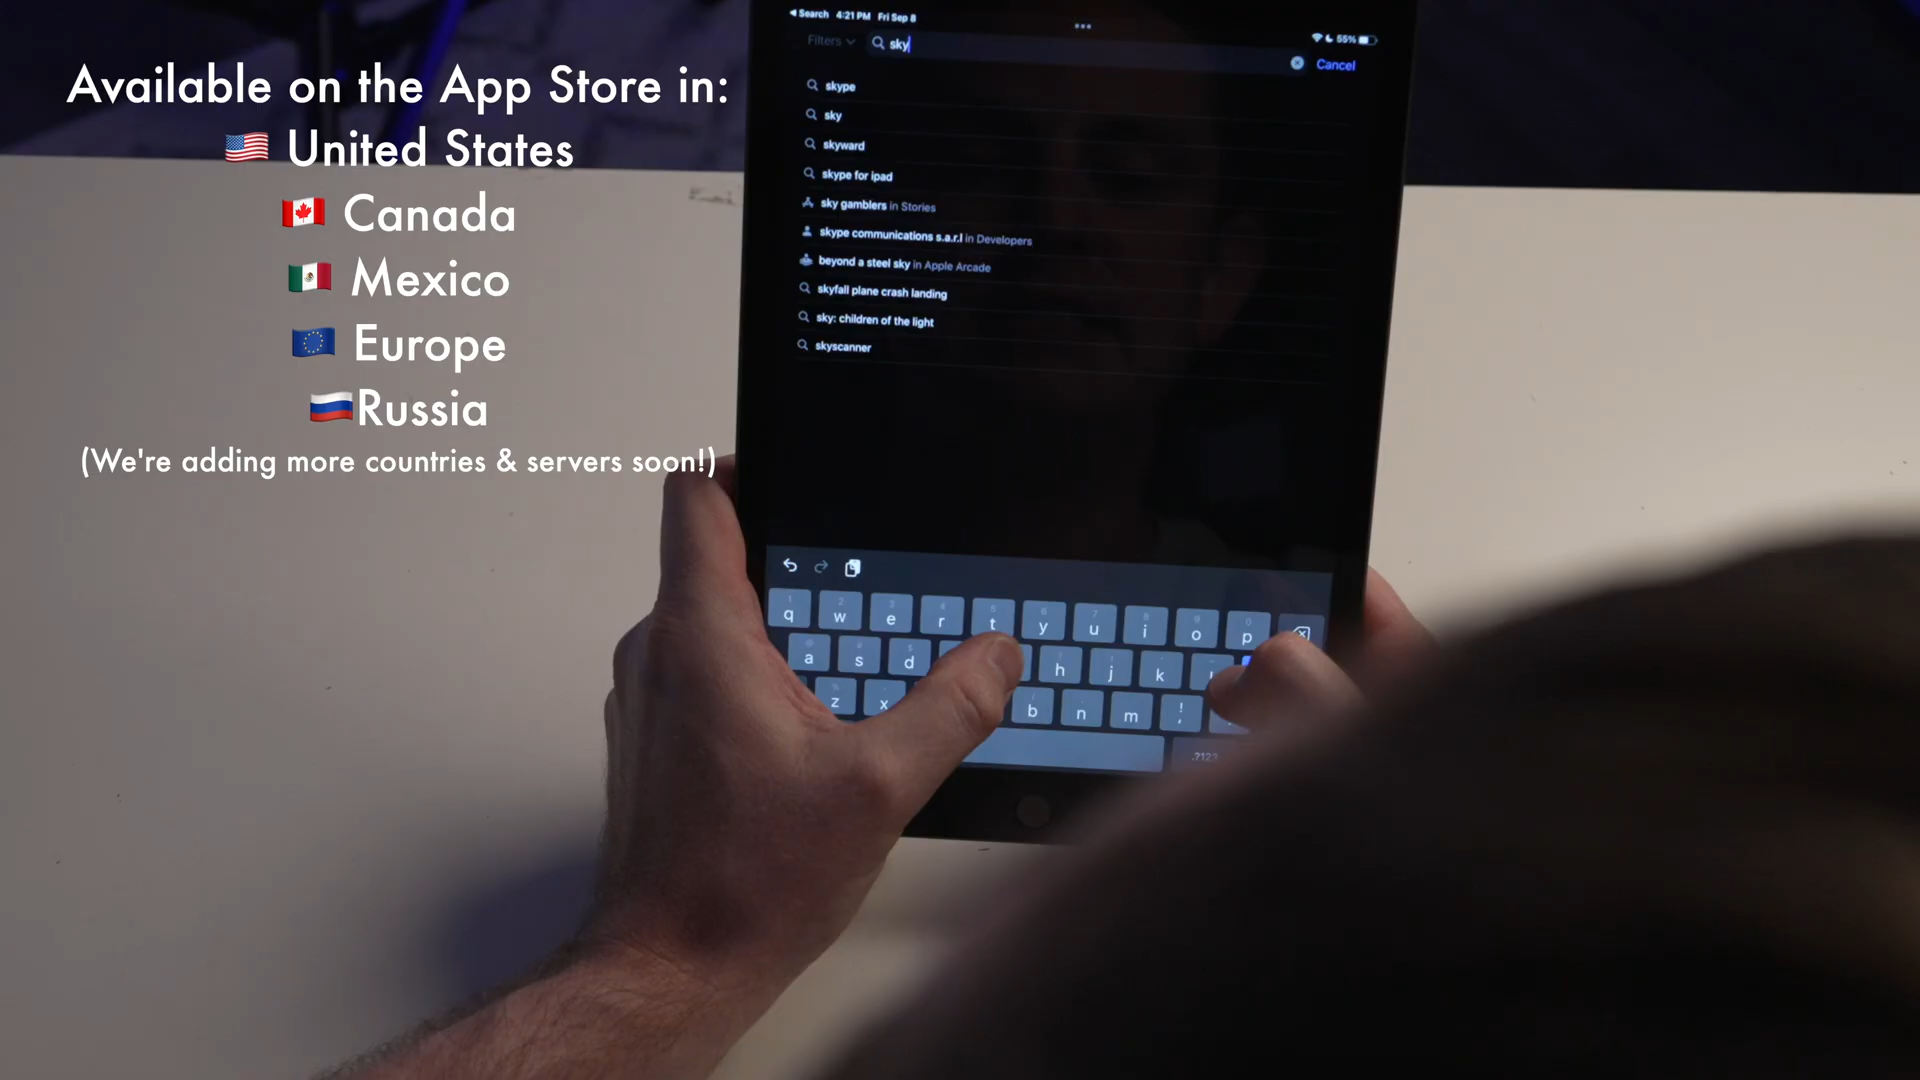 Available on the App Store in:
United States
Canada
Mexico
Europe
Russia
(We're adding more countries & servers soon!)
Search 4:21 PM Fri Sep 8
55%
Filters sky Cancel
skype
sky
skyward
skype for ipad
sky gamblers in Stories
skype communications s.a.r.l in Developers
beyond a steel sky in Apple Arcade
skyfall plane crash landing
sky: children of the light
skyscanner
q w e r t y u i o p
a s d h j k
z x b n m ! ,
.?123